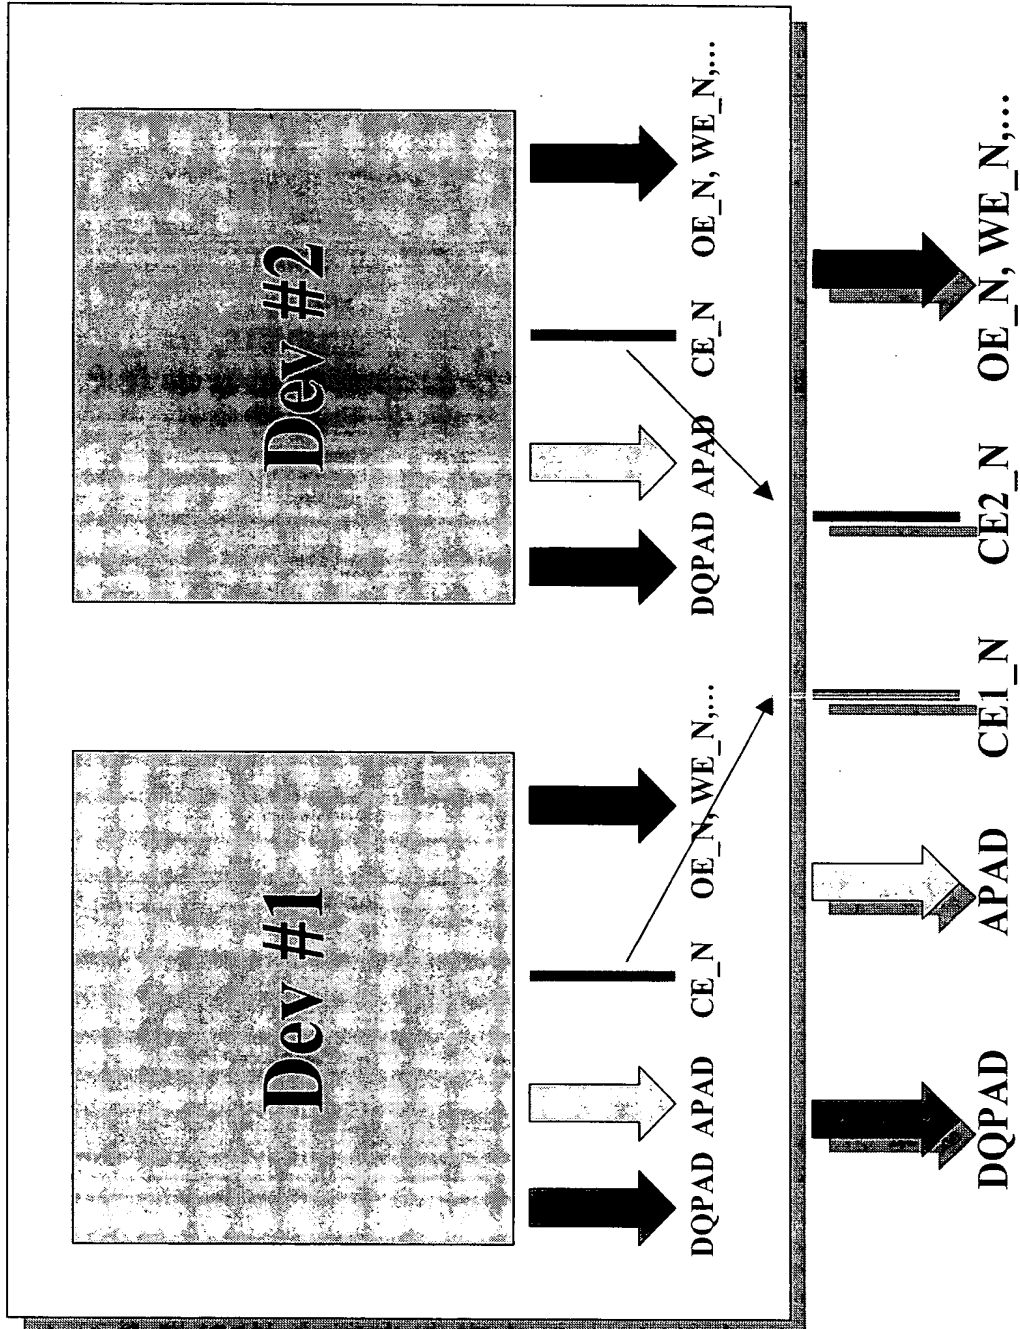 Dev #1
Dev #2
DQPAD APAD CE_N OE_N, WE_N,...
DQPAD APAD CE_N OE_N, WE_N,...
DQPAD APAD CE1_N CE2_N OE_N, WE_N,...